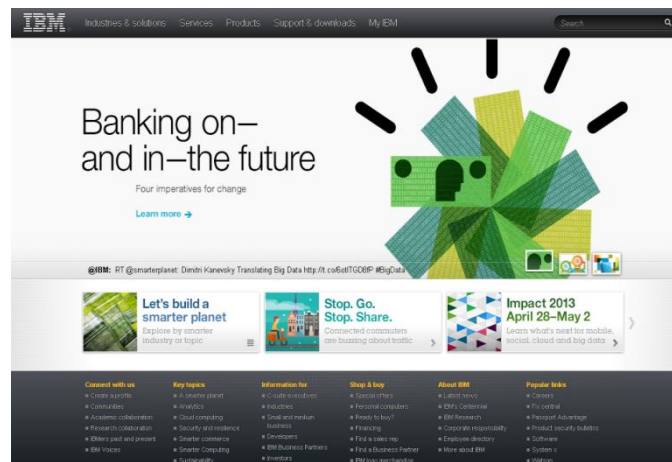 IBM
Industries & solutions Services Products Support & downloads My IBM
Search
Banking on–
and in–the future
Four imperatives for change
Learn more →
@IBM: RT @smarterplanet: Dimitri Kanevsky Translating Big Data #BigData
Let's build a
smarter planet
Explore by smarter
industry or topic
Stop. Go.
Stop. Share.
Connected commuters
are buzzing about traffic
Impact 2013
April 28–May 2
Learn what's next for mobile,
social, cloud and big data
Connect with us
Create a profile
Communities
Academic collaboration
Research collaboration
IBMers past and present
IBM Voices
Key topics
A smarter planet
Analytics
Cloud computing
Security and resilience
Smarter commerce
Smarter Computing
Sustainability
Information for
C-suite executives
Industries
Small and medium
business
Developers
IBM Business Partners
Investors
Shop & buy
Special offers
Personal computers
Ready to buy?
Financing
Find a sales rep
Find a Business Partner
IBM logo merchandise
About IBM
Latest news
IBM's Centennial
IBM Research
Corporate responsibility
Employee directory
More about IBM
Popular links
Careers
Fix central
Passport Advantage
Product security bulletins
Software
System x
Watson